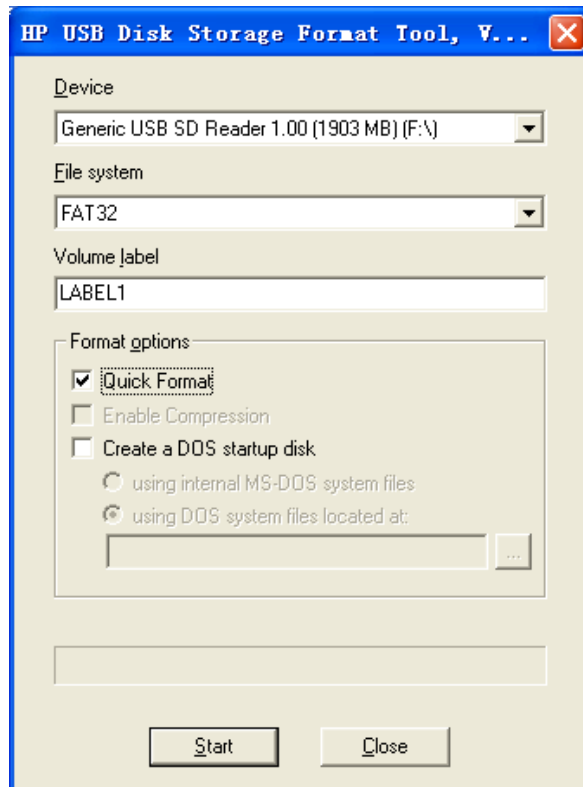 HP USB Disk Storage Format Tool, V...
Device
Generic USB SD Reader 1.00 (1903 MB) (F:\)
File system
FAT32
Volume label
LABEL1
Format options
Quick Format
Enable Compression
Create a DOS startup disk
using internal MS-DOS system files
using DOS system files located at:
...
Start
Close